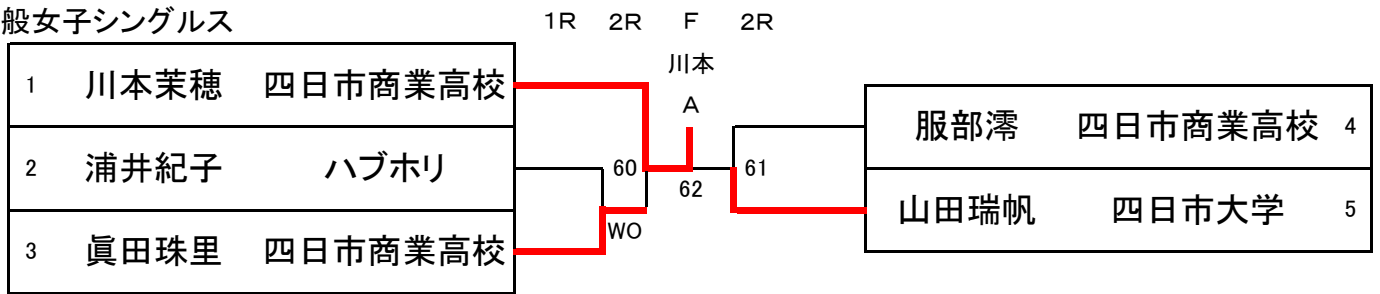 般女子シングルス 1R 2R F 2R
川本
A
1 川本茉穂 四日市商業高校
2 浦井紀子 ハブホリ
3 眞田珠里 四日市商業高校
60
WO
62
61
服部澪 四日市商業高校 4
山田瑞帆 四日市大学 5